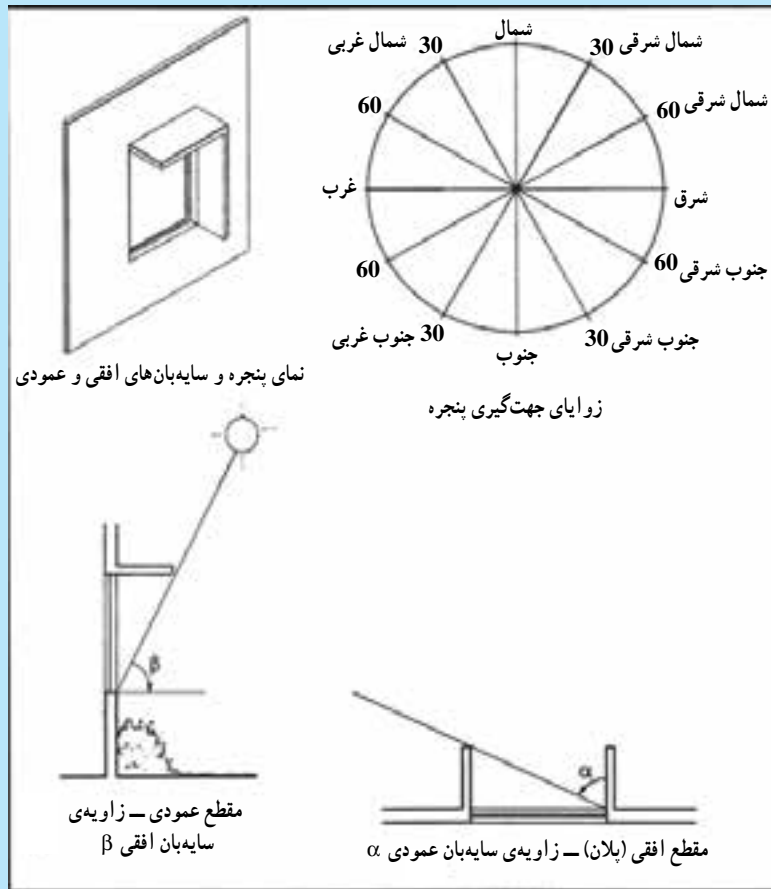 شمال
شمال غربی 30
30 شمال شرقی
60
60 شمال شرقی
غرب
شرق
60
60 جنوب شرقی
30 جنوب غربی
30 جنوب شرقی
جنوب
نمای پنجره و سایه‌بان‌های افقی و عمودی
زوایای جهت‌گیری پنجره
β
α
مقطع عمودی ــ زاویه‌ی
سایه‌بان افقی β
مقطع افقی (پلان) ــ زاویه‌ی سایه‌بان عمودی α